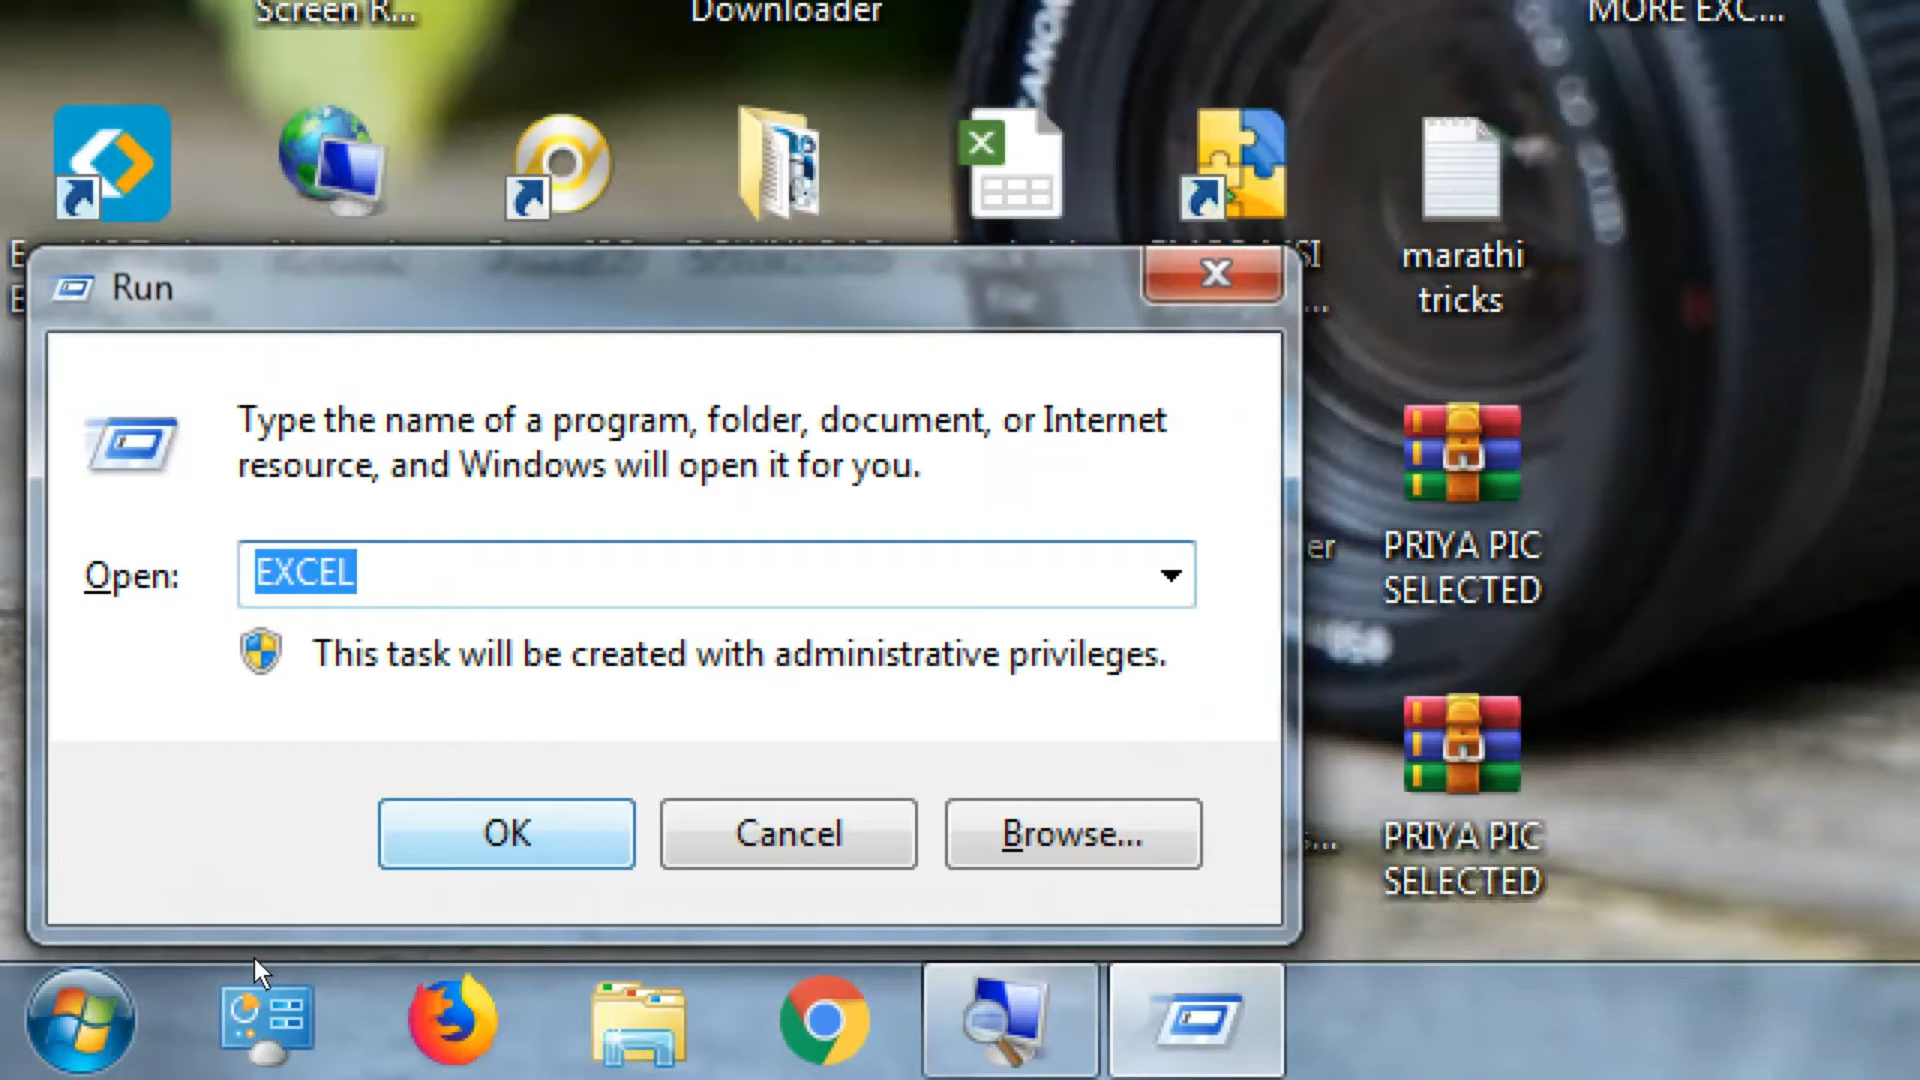 Screen R...
Downloader
MORE EXC...
marathi
tricks
Run
Type the name of a program, folder, document, or Internet
resource, and Windows will open it for you.
Open:
EXCEL
This task will be created with administrative privileges.
OK
Cancel
Browse...
PRIYA PIC
SELECTED
PRIYA PIC
SELECTED